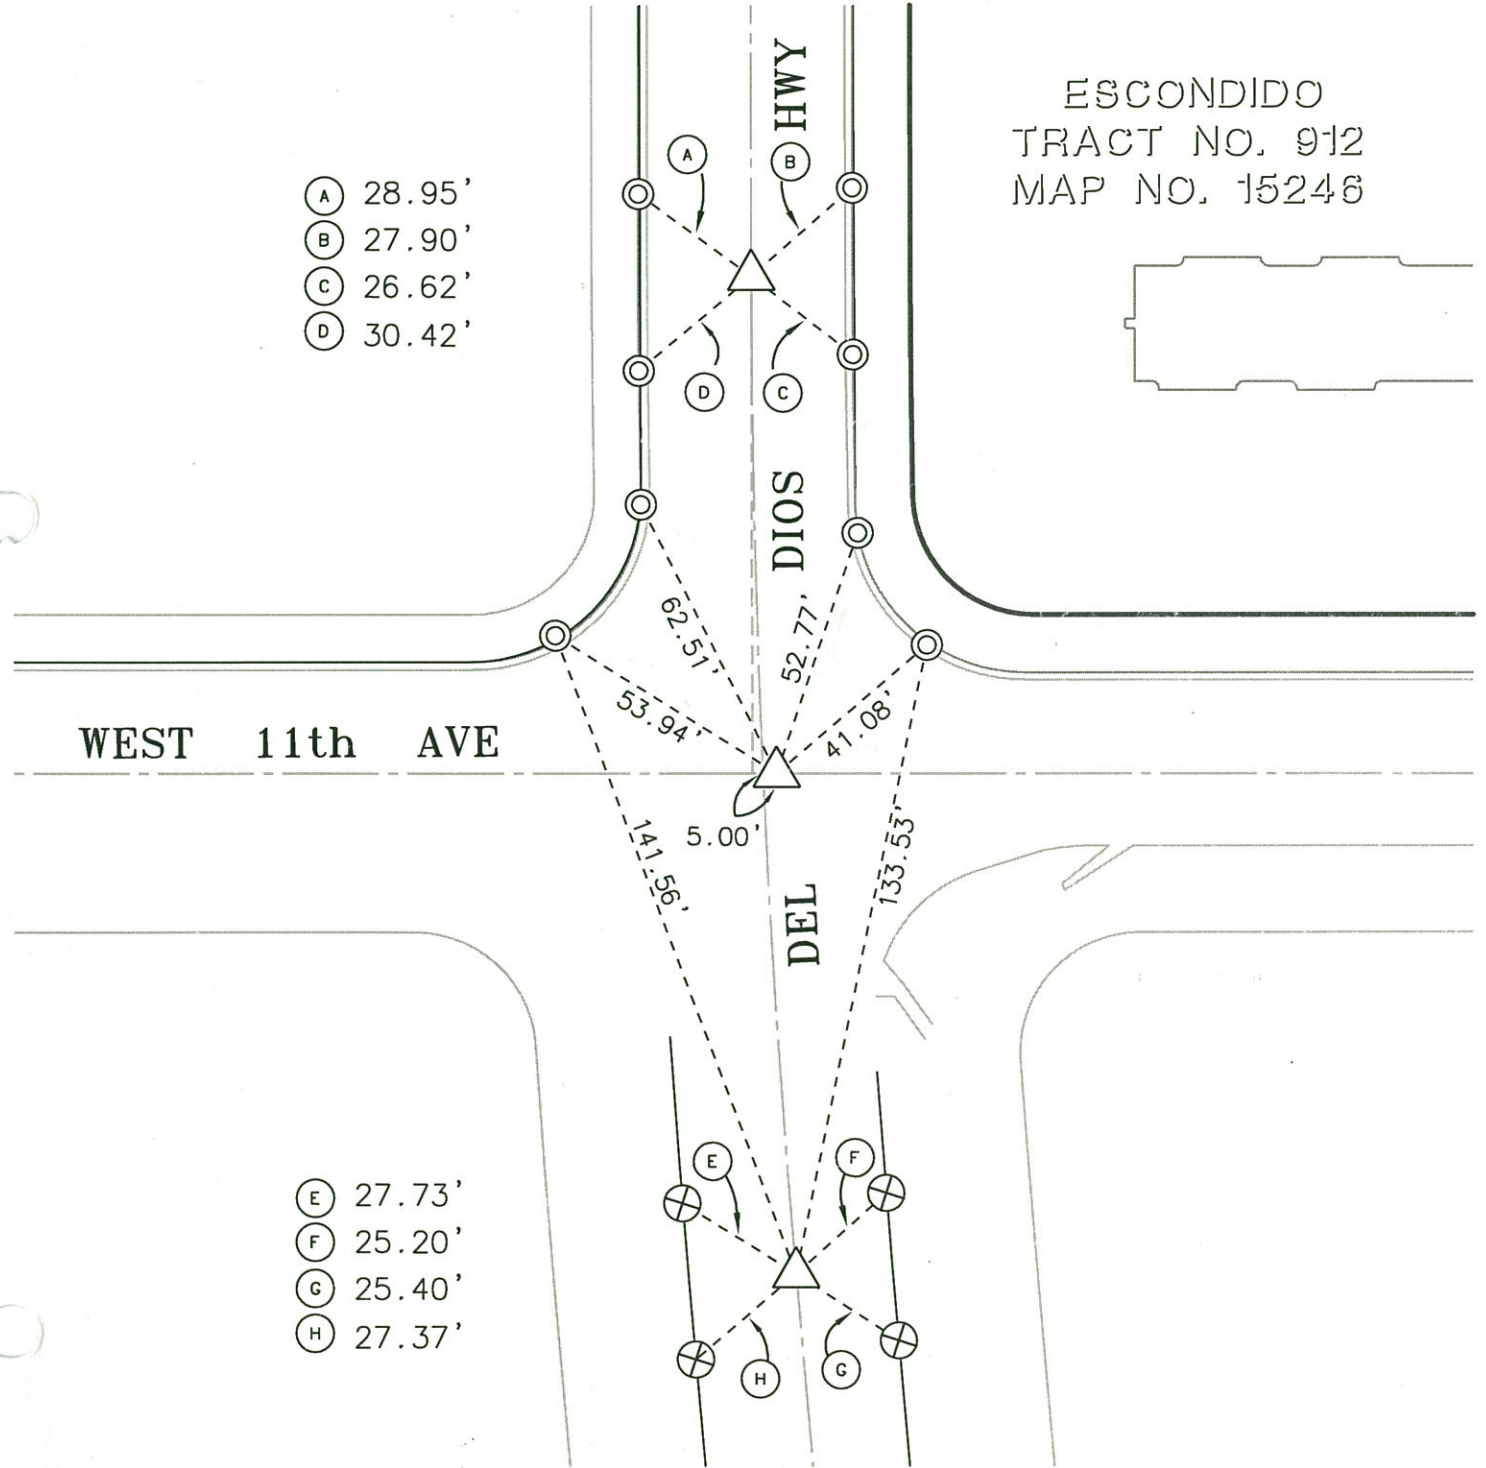 ESCONDIDO
TRACT NO. 912
MAP NO. 15246
HWY
A
B
A 28.95'
B 27.90'
C 26.62'
D 30.42'
D
C
DIOS
62.51'
52.77'
53.94'
41.08'
WEST 11th AVE
5.00'
141.56'
133.53'
DEL
E
F
E 27.73'
F 25.20'
G 25.40'
H 27.37'
H
G